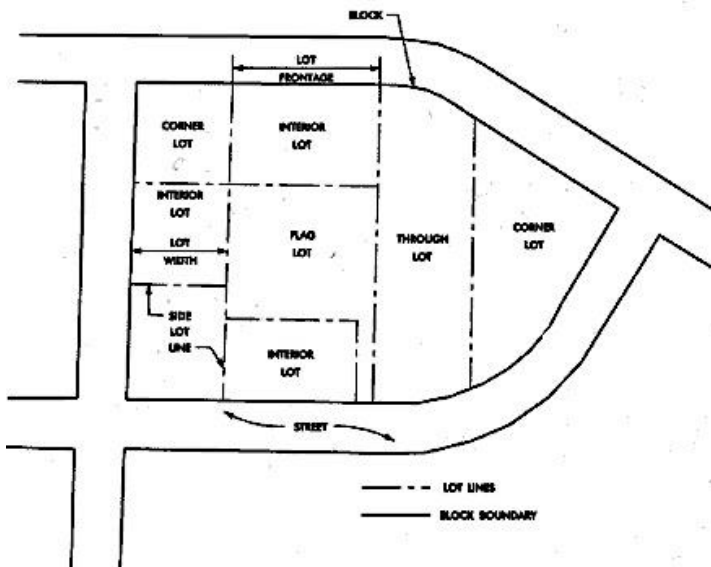 BLOCK
LOT
FRONTAGE
CORNER
LOT
INTERIOR
LOT
INTERIOR
LOT
FLAG
LOT
THROUGH
LOT
CORNER
LOT
LOT
WIDTH
SIDE
LOT
LINE
INTERIOR
LOT
STREET
LOT LINES
BLOCK BOUNDARY